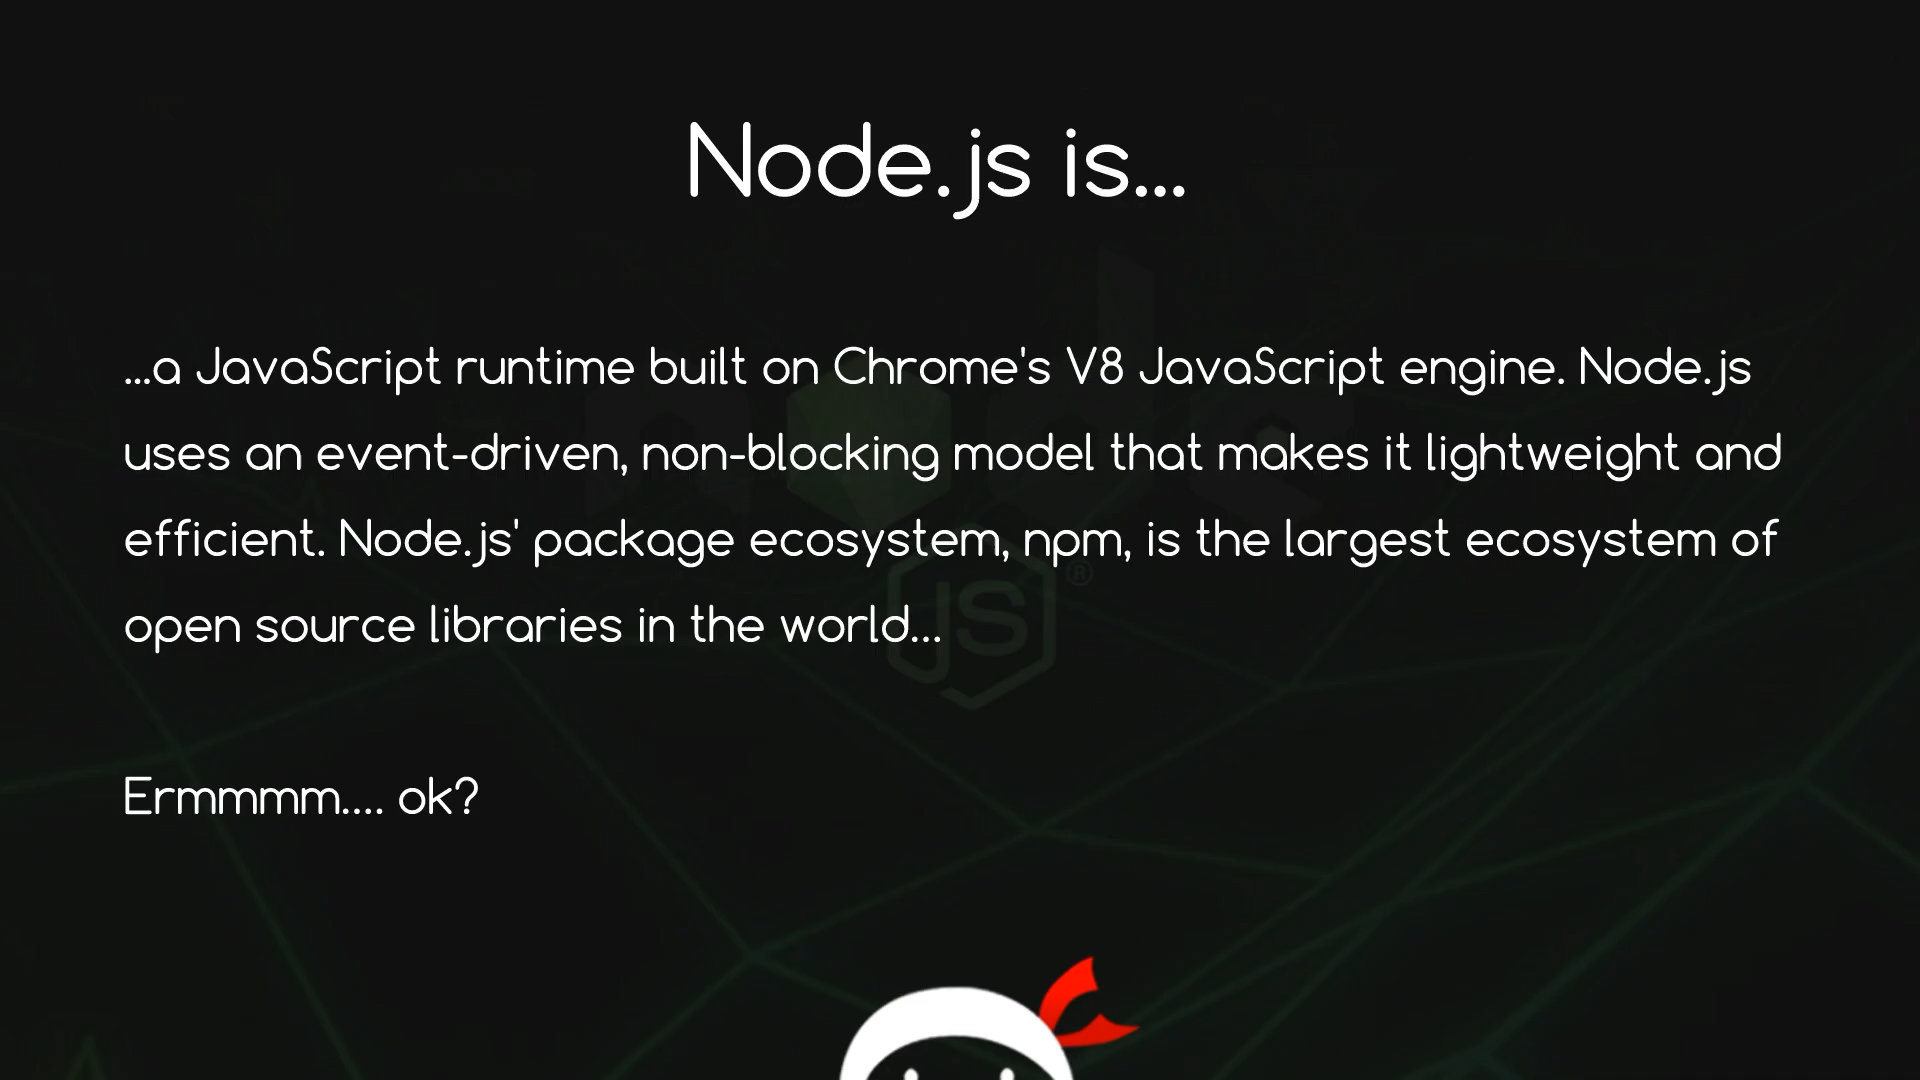 Node.js is...
...a JavaScript runtime built on Chrome's V8 JavaScript engine. Node.js
uses an event-driven, non-blocking model that makes it lightweight and
efficient. Node.js' package ecosystem, npm, is the largest ecosystem of
open source libraries in the world...
JS ®
Ermmmm.... ok?